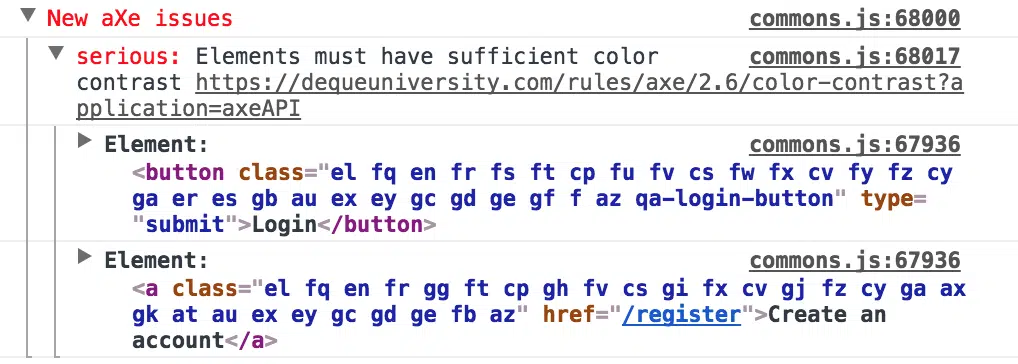 New aXe issues commons.js:68000
serious: Elements must have sufficient color commons.js:68017
contrast https://dequeuniversity.com/rules/axe/2.6/color-contrast?a
pplication=axeAPI
Element: commons.js:67936
<button class="el fq en fr fs ft cp fu fv cs fw fx cv fy fz cy
ga er es gb au ex ey gc gd ge gf f az qa-login-button" type=
"submit">Login</button>
Element: commons.js:67936
<a class="el fq en fr gg ft cp gh fv cs gi fx cv gj fz cy ga ax
gk at au ex ey gc gd ge fb az" href="/register">Create an
account</a>